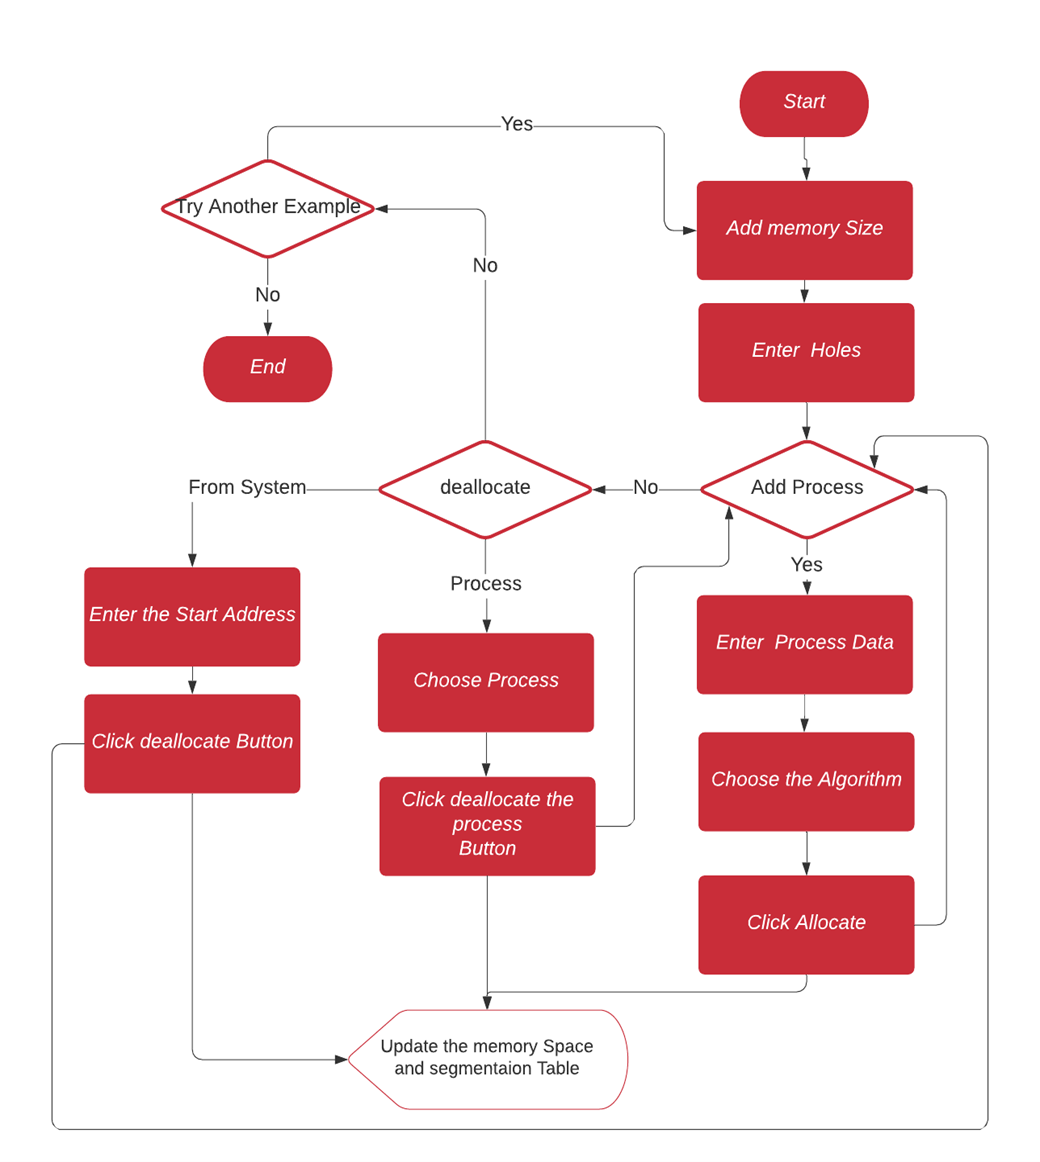 Start
Yes
Try Another Example
Add memory Size
No
No
Enter  Holes
End
From System
deallocate
No
Add Process
Yes
Process
Enter the Start Address
Enter  Process Data
Choose Process
Click deallocate Button
Choose the Algorithm
Click deallocate the
process
Button
Click Allocate
Update the memory Space
and segmentaion Table